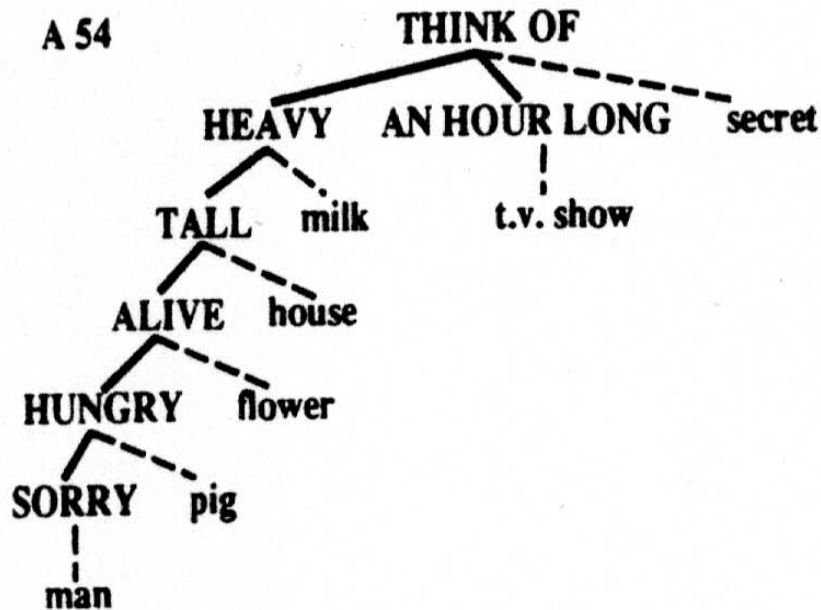 A 54
THINK OF
HEAVY AN HOUR LONG secret
TALL milk t.v. show
ALIVE house
HUNGRY flower
SORRY pig
man